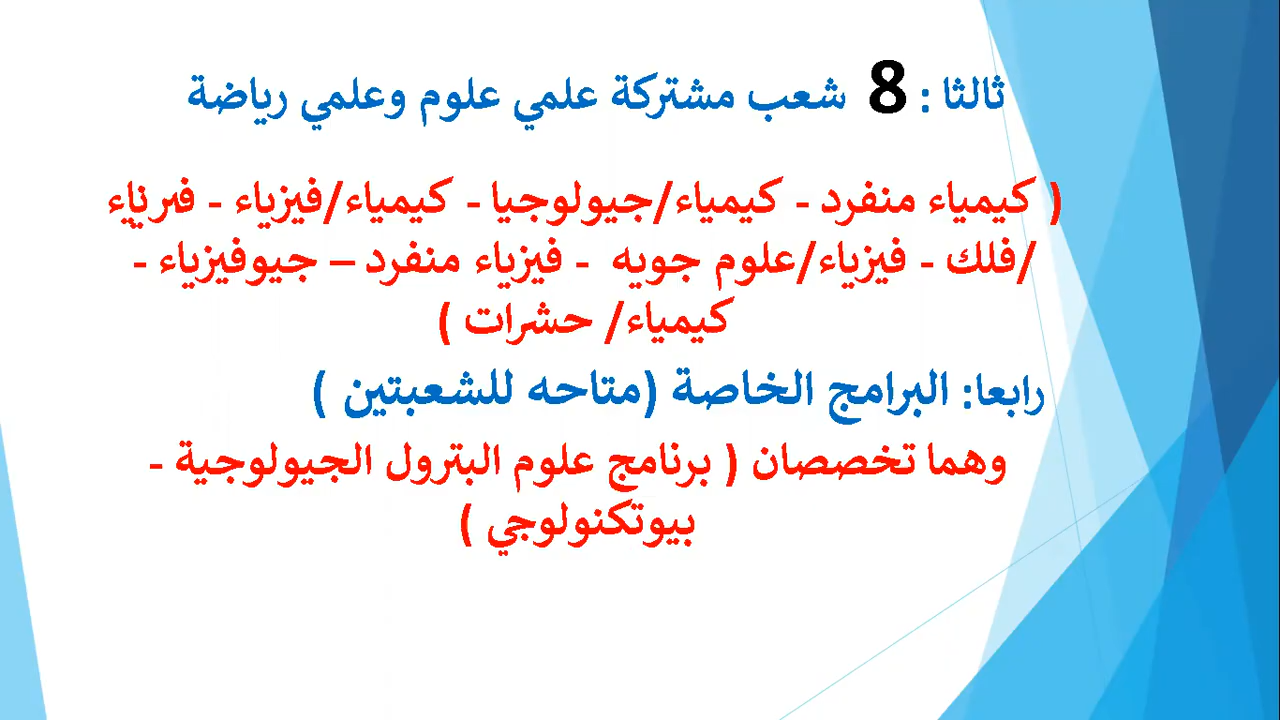 ثالثا : 8 شعب مشتركة علمي علوم وعلمي رياضة
( كيمياء منفرد - كيمياء/جيولوجيا - كيمياء/فيزياء - فىرناء
/فلك - فيزياء/علوم جويه - فيزياء منفرد – جيوفيزياء -
كيمياء/ حشرات )
رابعا: البرامج الخاصة (متاحه للشعبتين )
وهما تخصصان ( برنامج علوم البترول الجيولوجية -
بيوتكنولوجي )